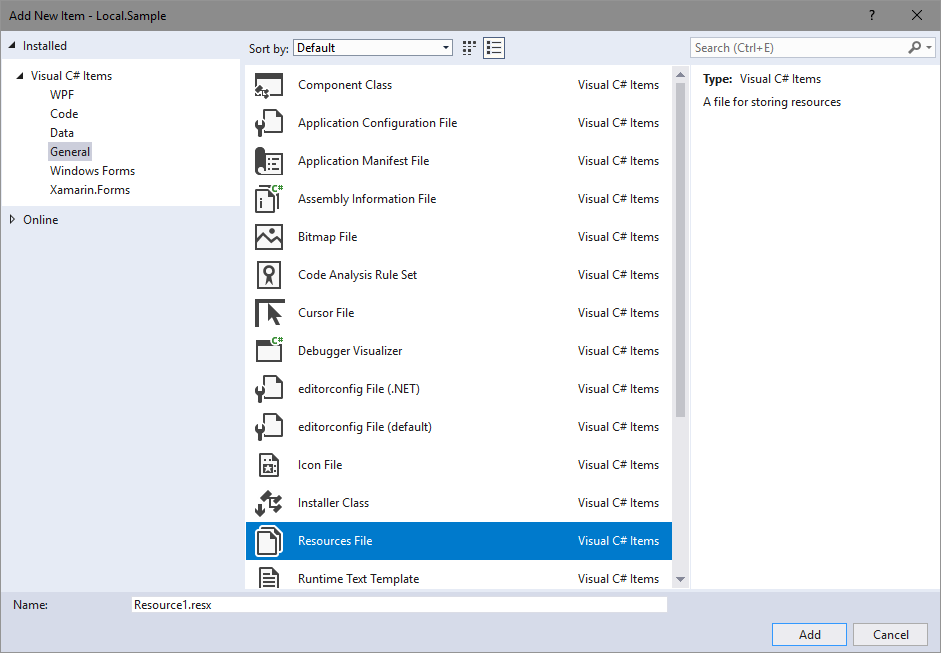 Add New Item - Local.Sample
?
Installed
Sort by: Default
Search (Ctrl+E)
Visual C# Items
WPF
Code
Data
General
Windows Forms
Xamarin.Forms
Online
Component Class Visual C# Items
Application Configuration File Visual C# Items
Application Manifest File Visual C# Items
C#
Assembly Information File Visual C# Items
Bitmap File Visual C# Items
Code Analysis Rule Set Visual C# Items
Cursor File Visual C# Items
C#
Debugger Visualizer Visual C# Items
editorconfig File (.NET) Visual C# Items
editorconfig File (default) Visual C# Items
Icon File Visual C# Items
Installer Class Visual C# Items
Resources File Visual C# Items
Runtime Text Template Visual C# Items
Type: Visual C# Items
A file for storing resources
Name: Resource1.resx
Add Cancel